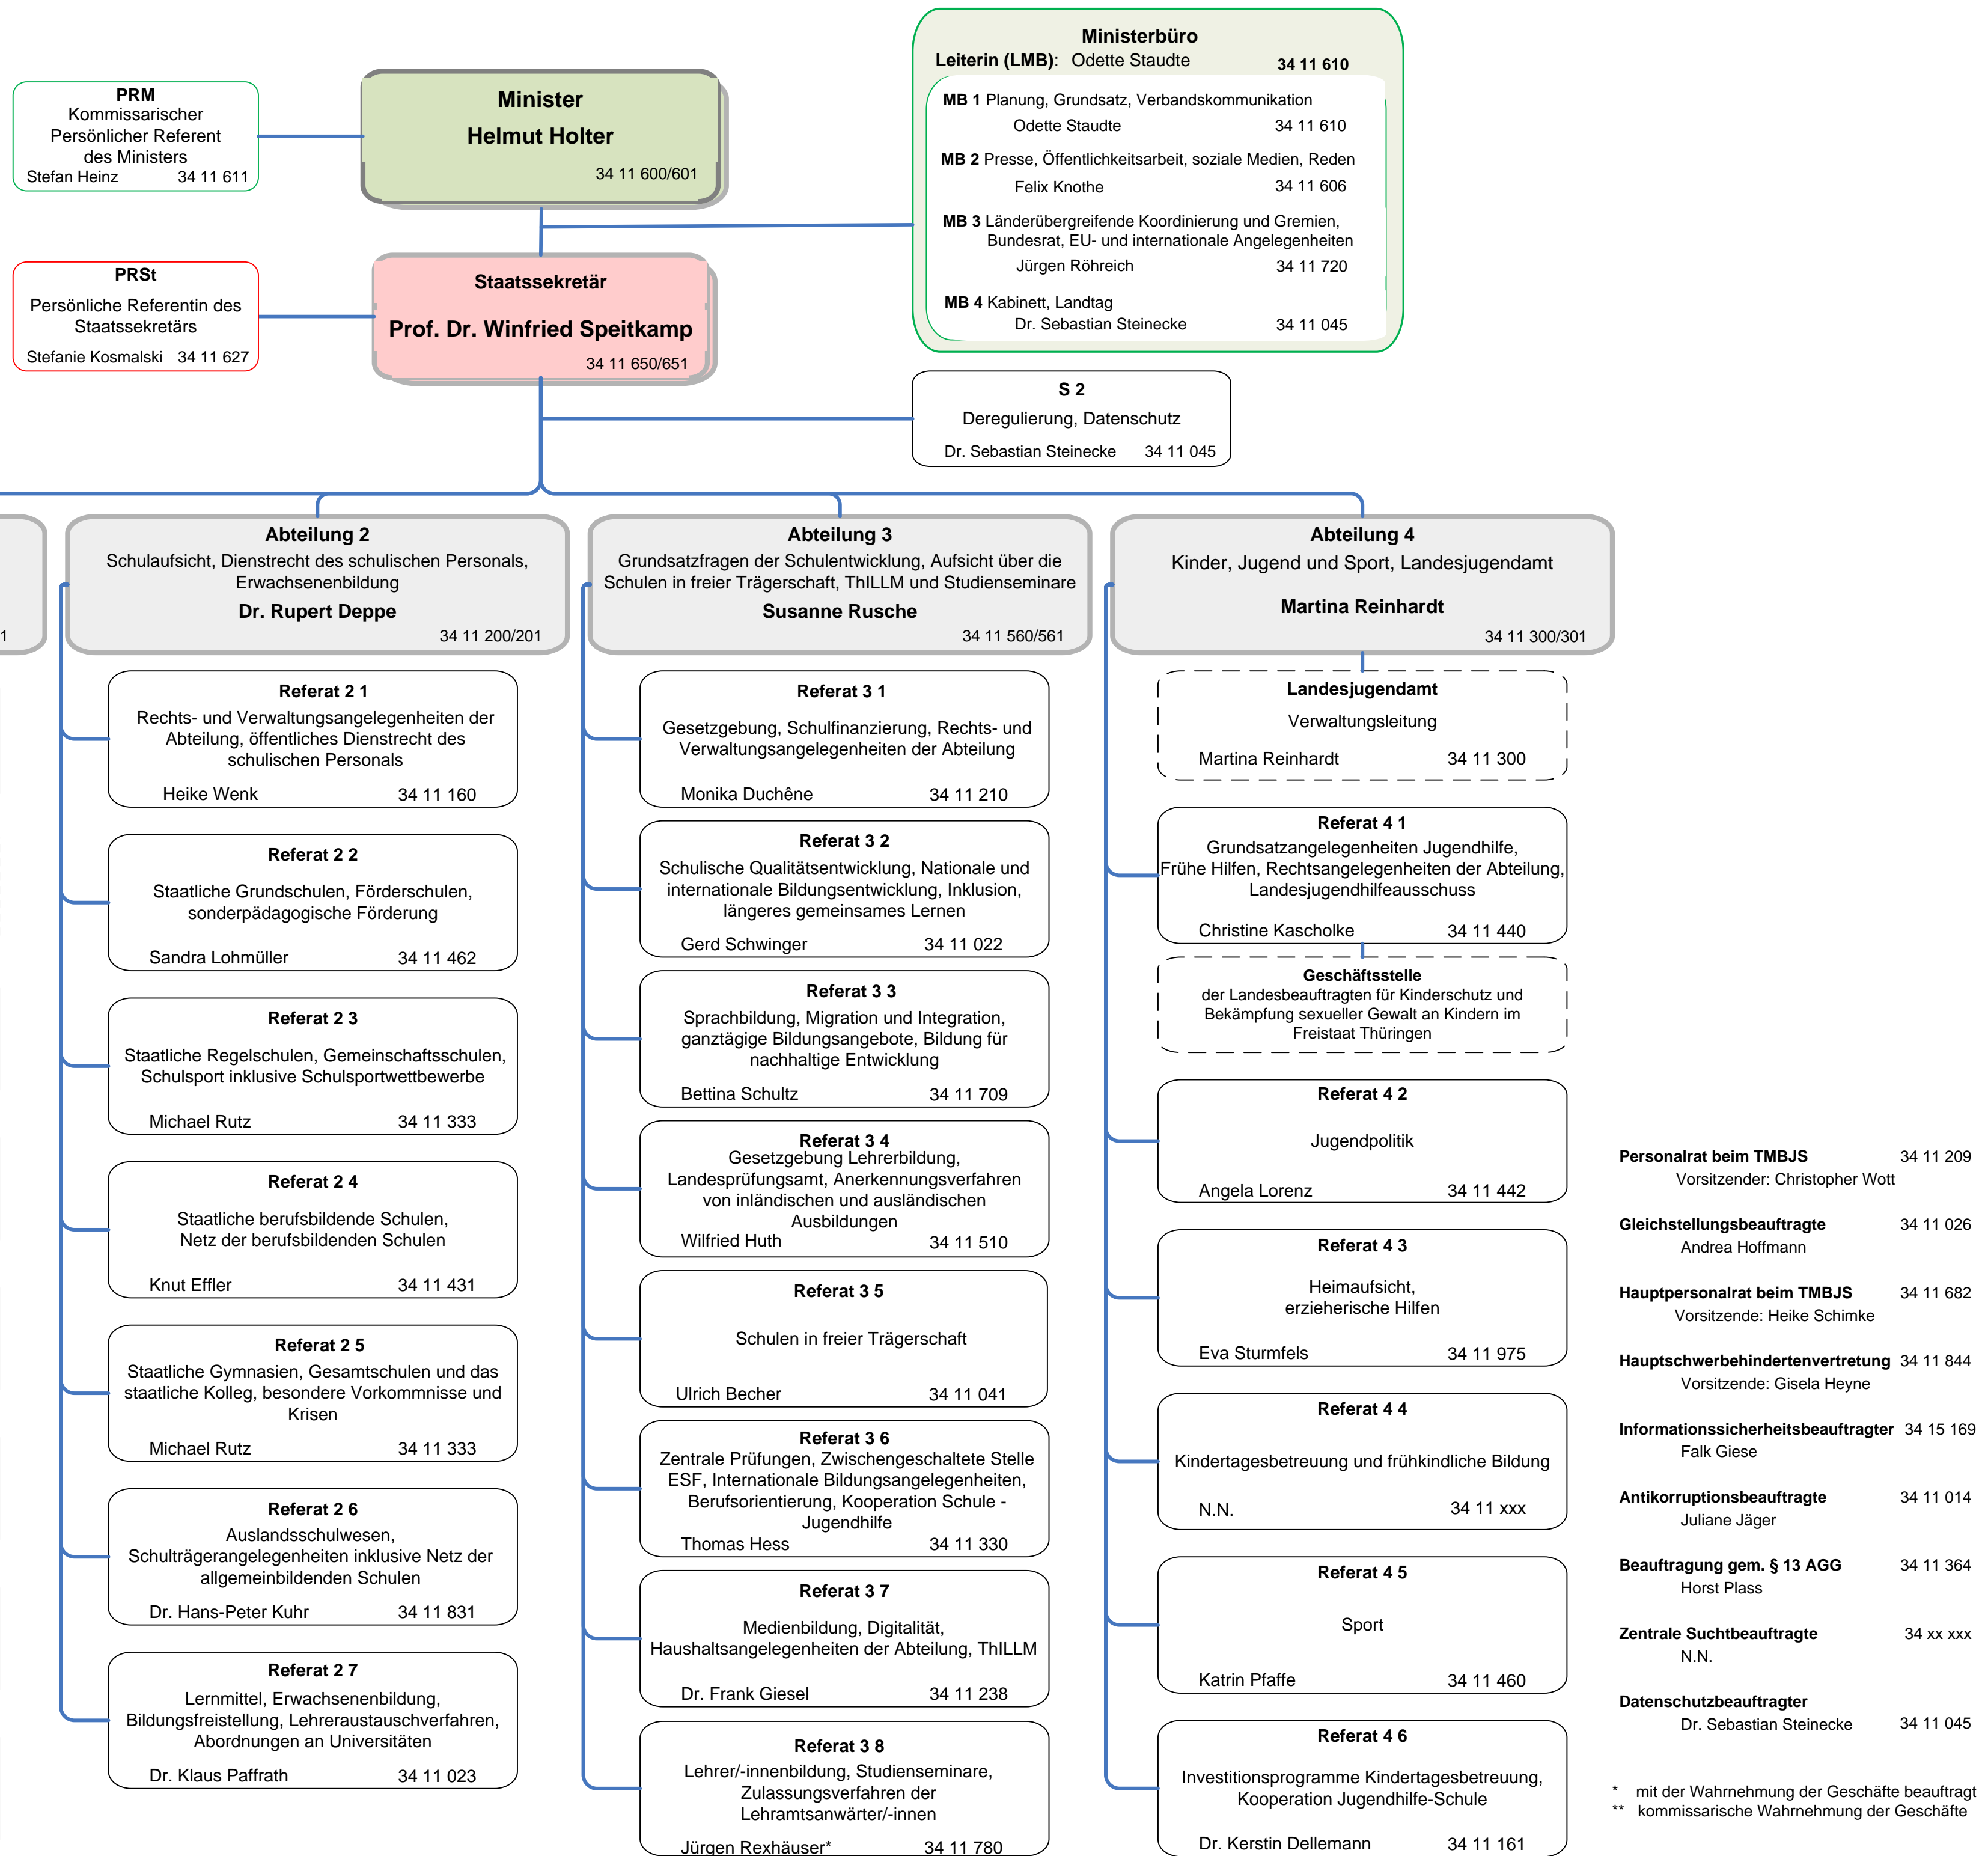 PRM
Kommissarischer
Persönlicher Referent
des Ministers
Stefan Heinz 34 11 611
Minister
Helmut Holter
34 11 600/601
Ministerbüro
Leiterin (LMB): Odette Staudte 34 11 610
MB 1 Planung, Grundsatz, Verbandskommunikation
Odette Staudte 34 11 610
MB 2 Presse, Öffentlichkeitsarbeit, soziale Medien, Reden
Felix Knothe 34 11 606
MB 3 Länderübergreifende Koordinierung und Gremien,
Bundesrat, EU- und internationale Angelegenheiten
Jürgen Röhreich 34 11 720
MB 4 Kabinett, Landtag
Dr. Sebastian Steinecke 34 11 045
PRSt
Persönliche Referentin des
Staatssekretärs
Stefanie Kosmalski 34 11 627
Staatssekretär
Prof. Dr. Winfried Speitkamp
34 11 650/651
S 2
Deregulierung, Datenschutz
Dr. Sebastian Steinecke 34 11 045
1
Abteilung 2
Schulaufsicht, Dienstrecht des schulischen Personals,
Erwachsenenbildung
Dr. Rupert Deppe
34 11 200/201
Referat 2 1
Rechts- und Verwaltungsangelegenheiten der
Abteilung, öffentliches Dienstrecht des
schulischen Personals
Heike Wenk 34 11 160
Referat 2 2
Staatliche Grundschulen, Förderschulen,
sonderpädagogische Förderung
Sandra Lohmüller 34 11 462
Referat 2 3
Staatliche Regelschulen, Gemeinschaftsschulen,
Schulsport inklusive Schulsportwettbewerbe
Michael Rutz 34 11 333
Referat 2 4
Staatliche berufsbildende Schulen,
Netz der berufsbildenden Schulen
Knut Effler 34 11 431
Referat 2 5
Staatliche Gymnasien, Gesamtschulen und das
staatliche Kolleg, besondere Vorkommnisse und
Krisen
Michael Rutz 34 11 333
Referat 2 6
Auslandsschulwesen,
Schulträgerangelegenheiten inklusive Netz der
allgemeinbildenden Schulen
Dr. Hans-Peter Kuhr 34 11 831
Referat 2 7
Lernmittel, Erwachsenenbildung,
Bildungsfreistellung, Lehreraustauschverfahren,
Abordnungen an Universitäten
Dr. Klaus Paffrath 34 11 023
Abteilung 3
Grundsatzfragen der Schulentwicklung, Aufsicht über die
Schulen in freier Trägerschaft, ThILLM und Studienseminare
Susanne Rusche
34 11 560/561
Referat 3 1
Gesetzgebung, Schulfinanzierung, Rechts- und
Verwaltungsangelegenheiten der Abteilung
Monika Duchêne 34 11 210
Referat 3 2
Schulische Qualitätsentwicklung, Nationale und
internationale Bildungsentwicklung, Inklusion,
längeres gemeinsames Lernen
Gerd Schwinger 34 11 022
Referat 3 3
Sprachbildung, Migration und Integration,
ganztägige Bildungsangebote, Bildung für
nachhaltige Entwicklung
Bettina Schultz 34 11 709
Referat 3 4
Gesetzgebung Lehrerbildung,
Landesprüfungsamt, Anerkennungsverfahren
von inländischen und ausländischen
Ausbildungen
Wilfried Huth 34 11 510
Referat 3 5
Schulen in freier Trägerschaft
Ulrich Becher 34 11 041
Referat 3 6
Zentrale Prüfungen, Zwischengeschaltete Stelle
ESF, Internationale Bildungsangelegenheiten,
Berufsorientierung, Kooperation Schule -
Jugendhilfe
Thomas Hess 34 11 330
Referat 3 7
Medienbildung, Digitalität,
Haushaltsangelegenheiten der Abteilung, ThILLM
Dr. Frank Giesel 34 11 238
Referat 3 8
Lehrer/-innenbildung, Studienseminare,
Zulassungsverfahren der
Lehramtsanwärter/-innen
Jürgen Rexhäuser* 34 11 780
Abteilung 4
Kinder, Jugend und Sport, Landesjugendamt
Martina Reinhardt
34 11 300/301
Landesjugendamt
Verwaltungsleitung
Martina Reinhardt 34 11 300
Referat 4 1
Grundsatzangelegenheiten Jugendhilfe,
Frühe Hilfen, Rechtsangelegenheiten der Abteilung,
Landesjugendhilfeausschuss
Christine Kascholke 34 11 440
Geschäftsstelle
der Landesbeauftragten für Kinderschutz und
Bekämpfung sexueller Gewalt an Kindern im
Freistaat Thüringen
Referat 4 2
Jugendpolitik
Angela Lorenz 34 11 442
Referat 4 3
Heimaufsicht,
erzieherische Hilfen
Eva Sturmfels 34 11 975
Referat 4 4
Kindertagesbetreuung und frühkindliche Bildung
N.N. 34 11 xxx
Referat 4 5
Sport
Katrin Pfaffe 34 11 460
Referat 4 6
Investitionsprogramme Kindertagesbetreuung,
Kooperation Jugendhilfe-Schule
Dr. Kerstin Dellemann 34 11 161
Personalrat beim TMBJS 34 11 209
Vorsitzender: Christopher Wott
Gleichstellungsbeauftragte 34 11 026
Andrea Hoffmann
Hauptpersonalrat beim TMBJS 34 11 682
Vorsitzende: Heike Schimke
Hauptschwerbehindertenvertretung 34 11 844
Vorsitzende: Gisela Heyne
Informationssicherheitsbeauftragter 34 15 169
Falk Giese
Antikorruptionsbeauftragte 34 11 014
Juliane Jäger
Beauftragung gem. § 13 AGG 34 11 364
Horst Plass
Zentrale Suchtbeauftragte 34 xx xxx
N.N.
Datenschutzbeauftragter
Dr. Sebastian Steinecke 34 11 045
* mit der Wahrnehmung der Geschäfte beauftragt
** kommissarische Wahrnehmung der Geschäfte